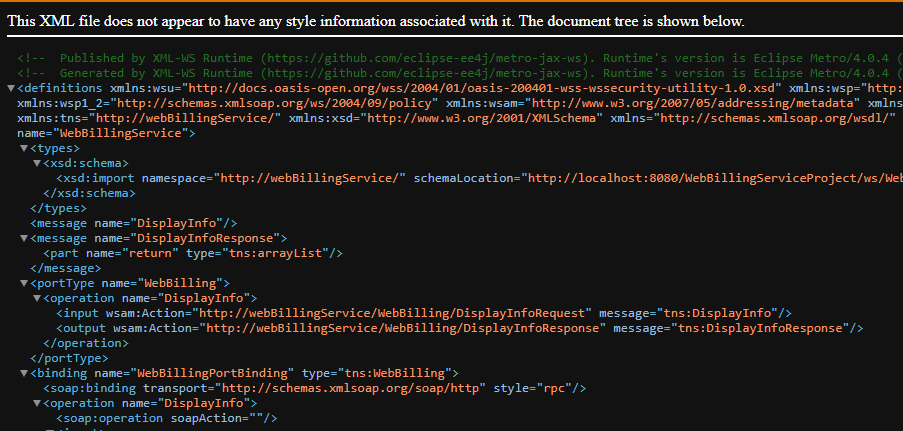 This XML file does not appear to have any style information associated with it. The document tree is shown below.
<!-- Published by XML-WS Runtime (https://github.com/eclipse-ee4j/metro-jax-ws). Runtime's version is Eclipse Metro/4.0.4 (
<!-- Generated by XML-WS Runtime (https://github.com/eclipse-ee4j/metro-jax-ws). Runtime's version is Eclipse Metro/4.0.4 (
▼<definitions xmlns:wsu="http://docs.oasis-open.org/wss/2004/01/oasis-200401-wss-wssecurity-utility-1.0.xsd" xmlns:wsp="http:
xmlns:wsp1_2="http://schemas.xmlsoap.org/ws/2004/09/policy" xmlns:wsam="http://www.w3.org/2007/05/addressing/metadata" xmlns
xmlns:tns="http://webBillingService/" xmlns:xsd="http://www.w3.org/2001/XMLSchema" xmlns="http://schemas.xmlsoap.org/wsdl/"
name="WebBillingService">
▼<types>
▼<xsd:schema>
<xsd:import namespace="http://webBillingService/" schemaLocation="http://localhost:8080/WebBillingServiceProject/ws/Web
</xsd:schema>
</types>
<message name="DisplayInfo"/>
▼<message name="DisplayInfoResponse">
<part name="return" type="tns:arrayList"/>
</message>
▼<portType name="WebBilling">
▼<operation name="DisplayInfo">
<input wsam:Action="http://webBillingService/WebBilling/DisplayInfoRequest" message="tns:DisplayInfo"/>
<output wsam:Action="http://webBillingService/WebBilling/DisplayInfoResponse" message="tns:DisplayInfoResponse"/>
</operation>
</portType>
▼<binding name="WebBillingPortBinding" type="tns:WebBilling">
<soap:binding transport="http://schemas.xmlsoap.org/soap/http" style="rpc"/>
▼<operation name="DisplayInfo">
<soap:operation soapAction=""/>